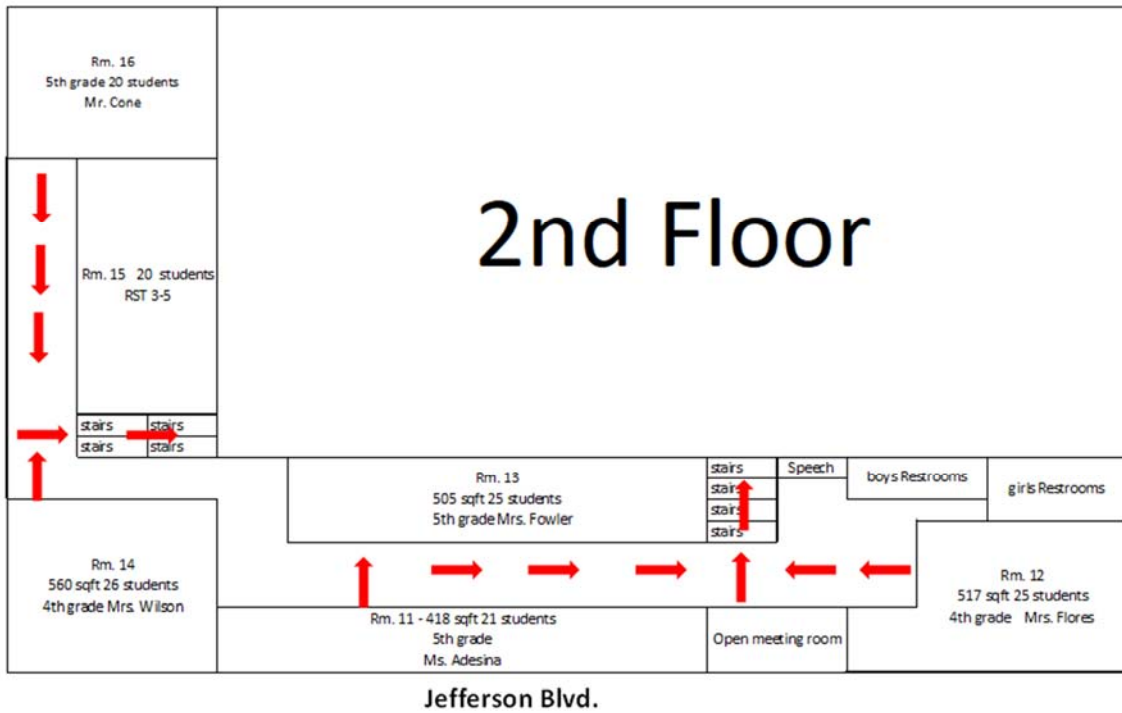 Rm. 16
5th grade 20 students
Mr. Cone
2nd Floor
Rm. 15 20 students
RST 3-5
stairs stairs
stairs stairs
Rm. 13
505 sqft 25 students
5th grade Mrs. Fowler
stairs
stairs
stairs
stairs
Speech
boys Restrooms
girls Restrooms
Rm. 14
560 sqft 26 students
4th grade Mrs. Wilson
Rm. 11 - 418 sqft 21 students
5th grade
Ms. Adesina
Open meeting room
Rm. 12
517 sqft 25 students
4th grade Mrs. Flores
Jefferson Blvd.